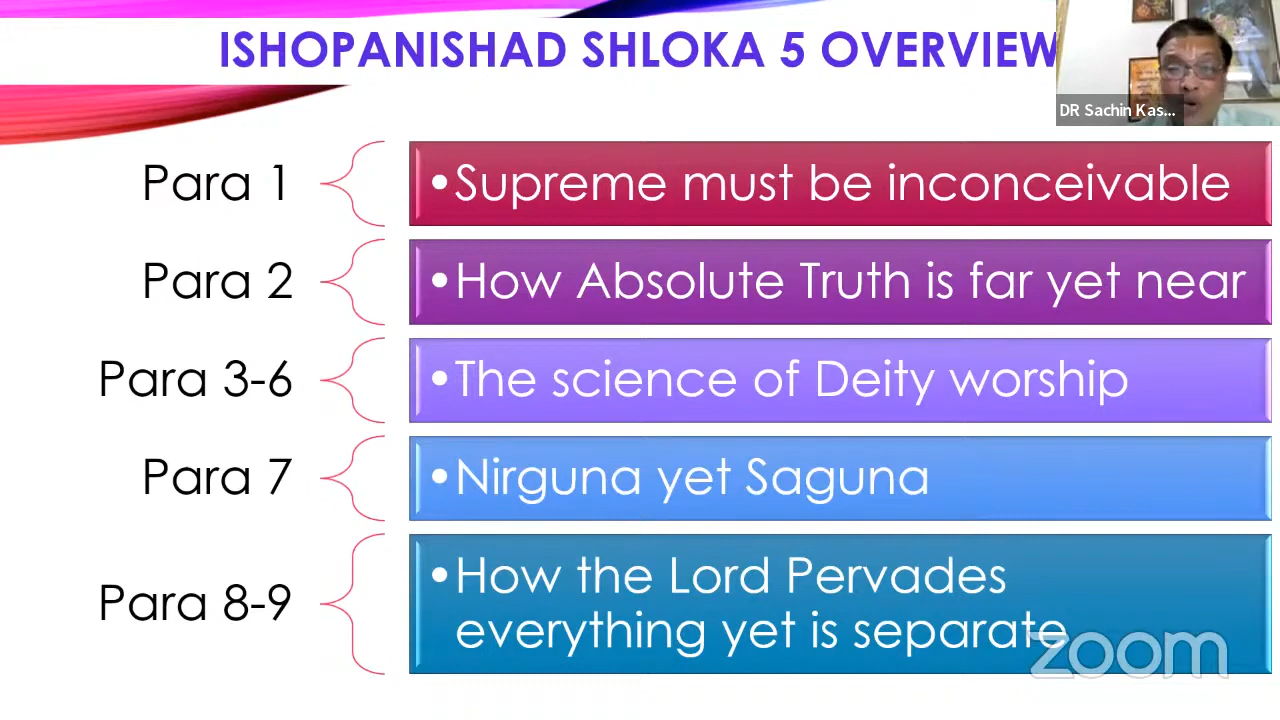 ISHOPANISHAD SHLOKA 5 OVERVIEW
DR Sachin Kas...
Para 1
•Supreme must be inconceivable
Para 2
•How Absolute Truth is far yet near
Para 3-6
•The science of Deity worship
Para 7
•Nirguna yet Saguna
Para 8-9
•How the Lord Pervades
everything yet is separate
zoom